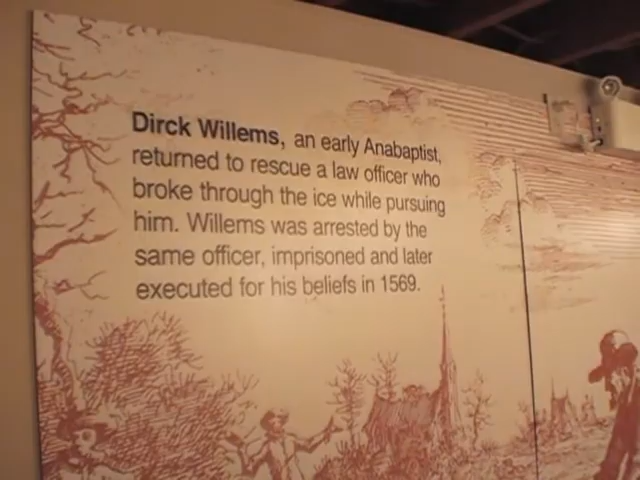 Dirck Willems, an early Anabaptist,
returned to rescue a law officer who
broke through the ice while pursuing
him. Willems was arrested by the
same officer, imprisoned and later
executed for his beliefs in 1569.